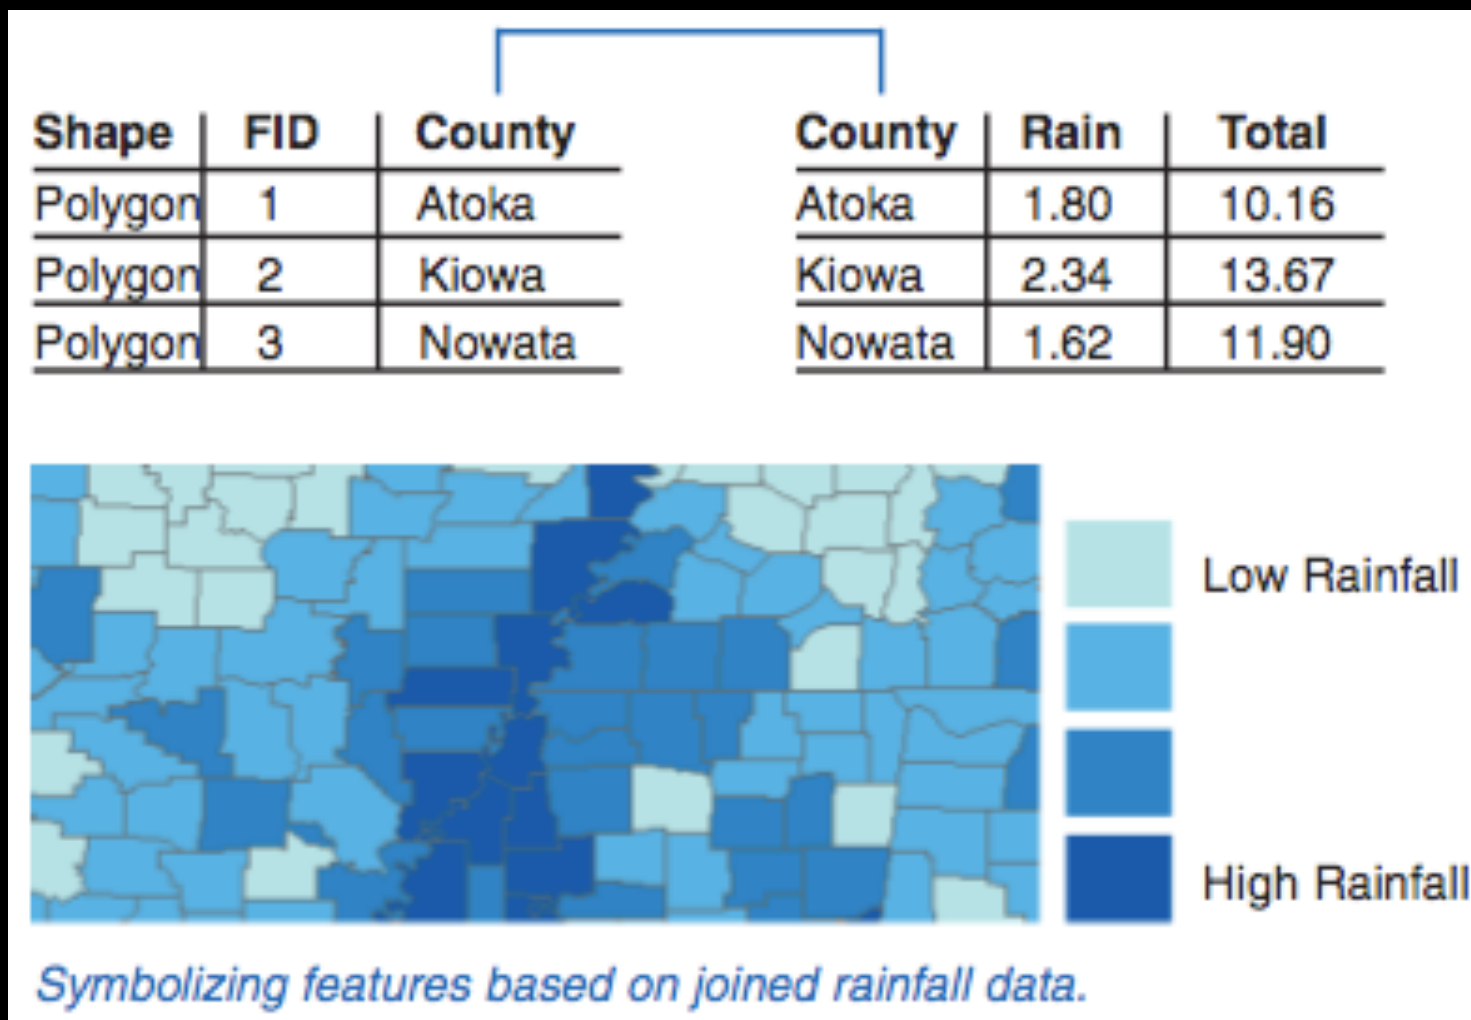 Shape FID County
Polygon 1 Atoka
Polygon 2 Kiowa
Polygon 3 Nowata
County Rain Total
Atoka 1.80 10.16
Kiowa 2.34 13.67
Nowata 1.62 11.90
Low Rainfall
High Rainfall
Symbolizing features based on joined rainfall data.